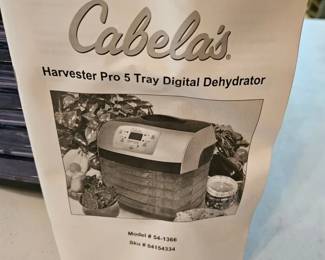 Cabela's®
Harvester Pro 5 Tray Digital Dehydrator
Model # 54-1366
Sku # 54154334